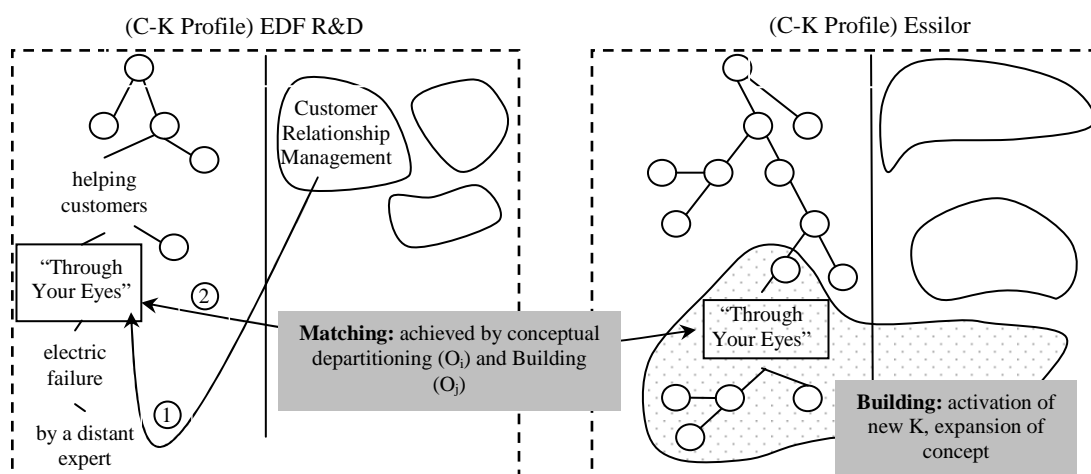 (C-K Profile) EDF R&D
Customer
Relationship
Management
helping
customers
“Through
Your Eyes”
2
electric
failure
1
by a distant
expert
Matching: achieved by conceptual
departitioning (Oi) and Building
(Oj)
(C-K Profile) Essilor
“Through
Your Eyes”
Building: activation of
new K, expansion of
concept